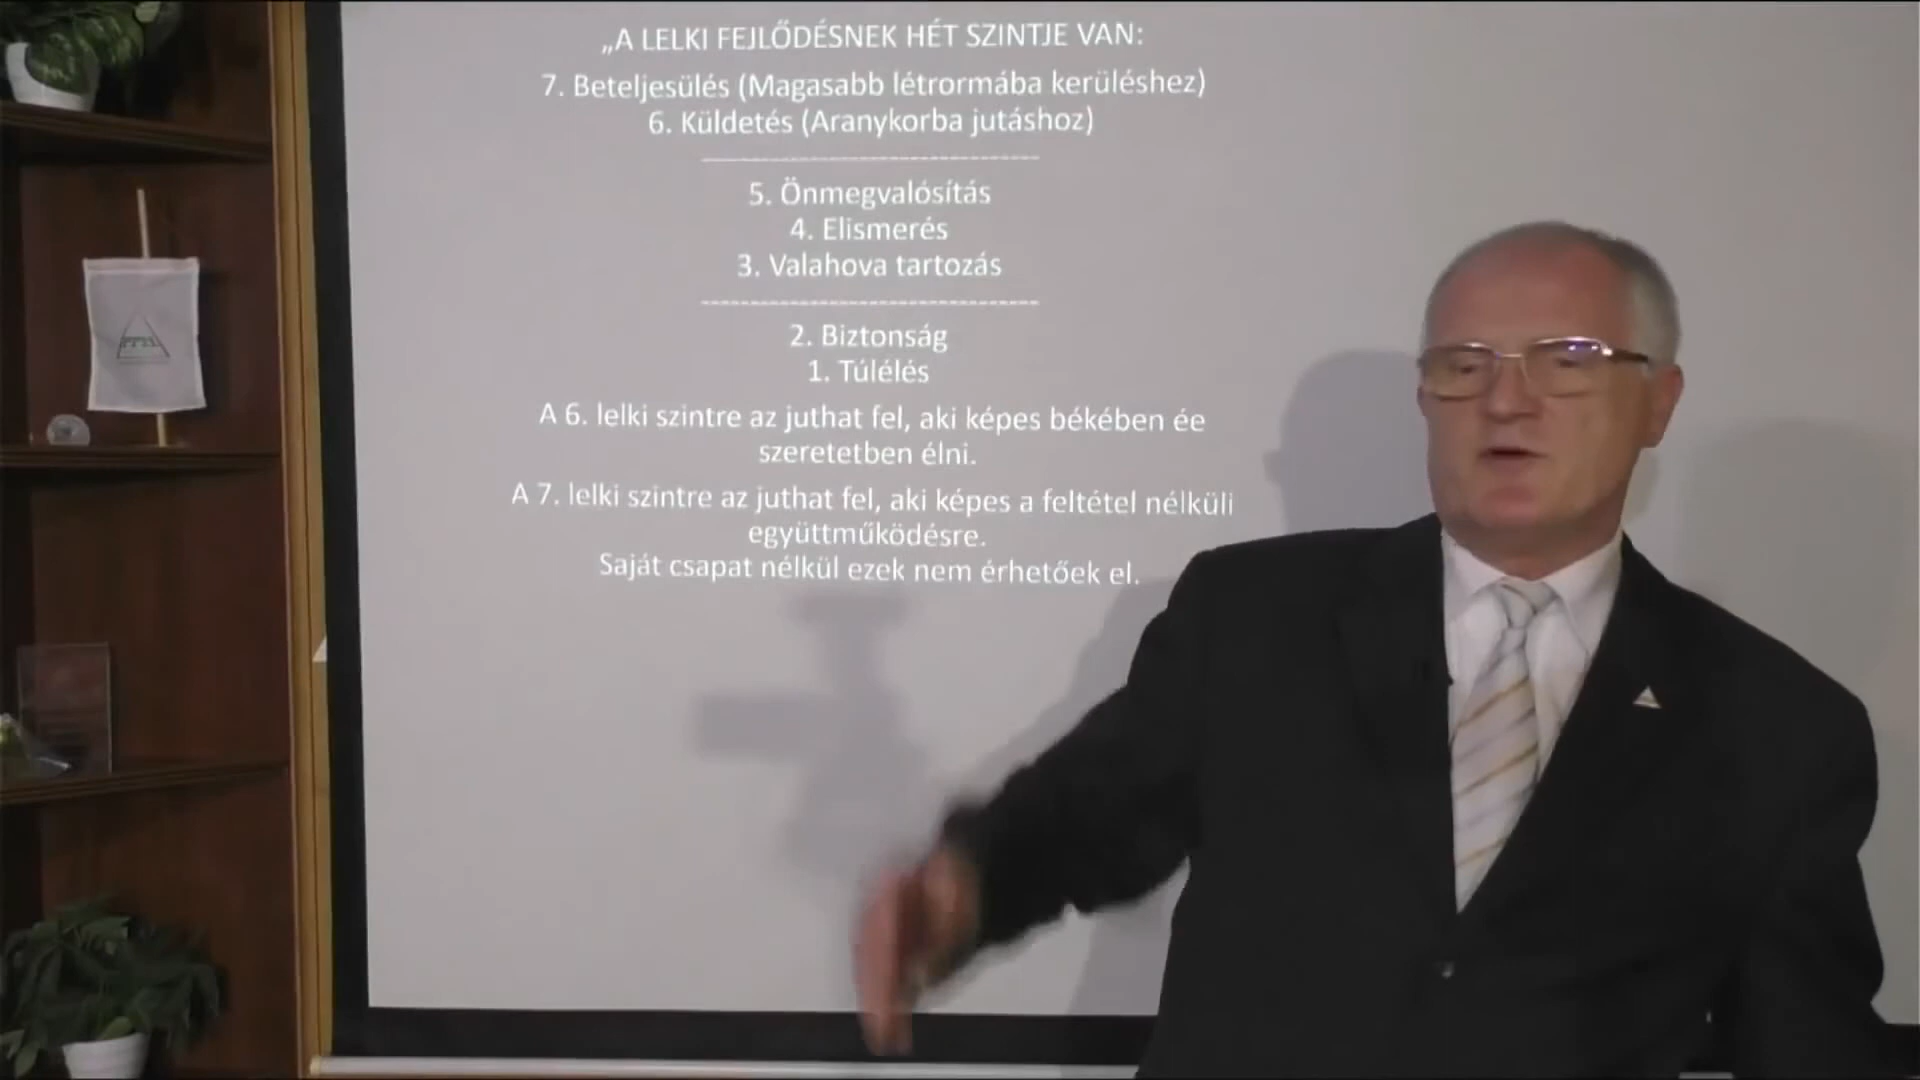 „A LELKI FEJLŐDÉSNEK HÉT SZINTJE VAN:
7. Beteljesülés (Magasabb létrormába kerüléshez)
6. Küldetés (Aranykorba jutáshoz)
----------------------------------
5. Önmegvalósítás
4. Elismerés
3. Valahova tartozás
----------------------------------
2. Biztonság
1. Túlélés
A 6. lelki szintre az juthat fel, aki képes békében ée
szeretetben élni.
A 7. lelki szintre az juthat fel, aki képes a feltétel nélküli
együttműködésre.
Saját csapat nélkül ezek nem érhetőek el.